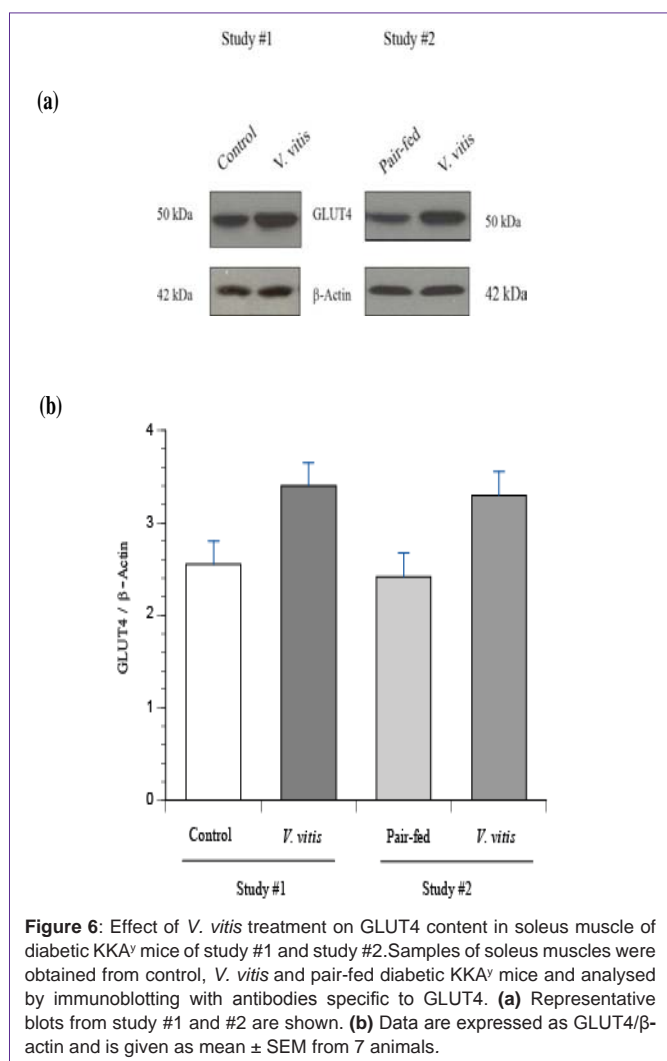 Study #1 Study #2
(a)
Control V. vitis Pair-fed V. vitis
50 kDa GLUT4 50 kDa
42 kDa β-Actin 42 kDa
(b)
4
3
2
1
0
GLUT4 / β-Actin
Control V. vitis Pair-fed V. vitis
Study #1 Study #2
Figure 6: Effect of V. vitis treatment on GLUT4 content in soleus muscle of
diabetic KKAʸ mice of study #1 and study #2.Samples of soleus muscles were
obtained from control, V. vitis and pair-fed diabetic KKAʸ mice and analysed
by immunoblotting with antibodies specific to GLUT4. (a) Representative
blots from study #1 and #2 are shown. (b) Data are expressed as GLUT4/β-
actin and is given as mean ± SEM from 7 animals.